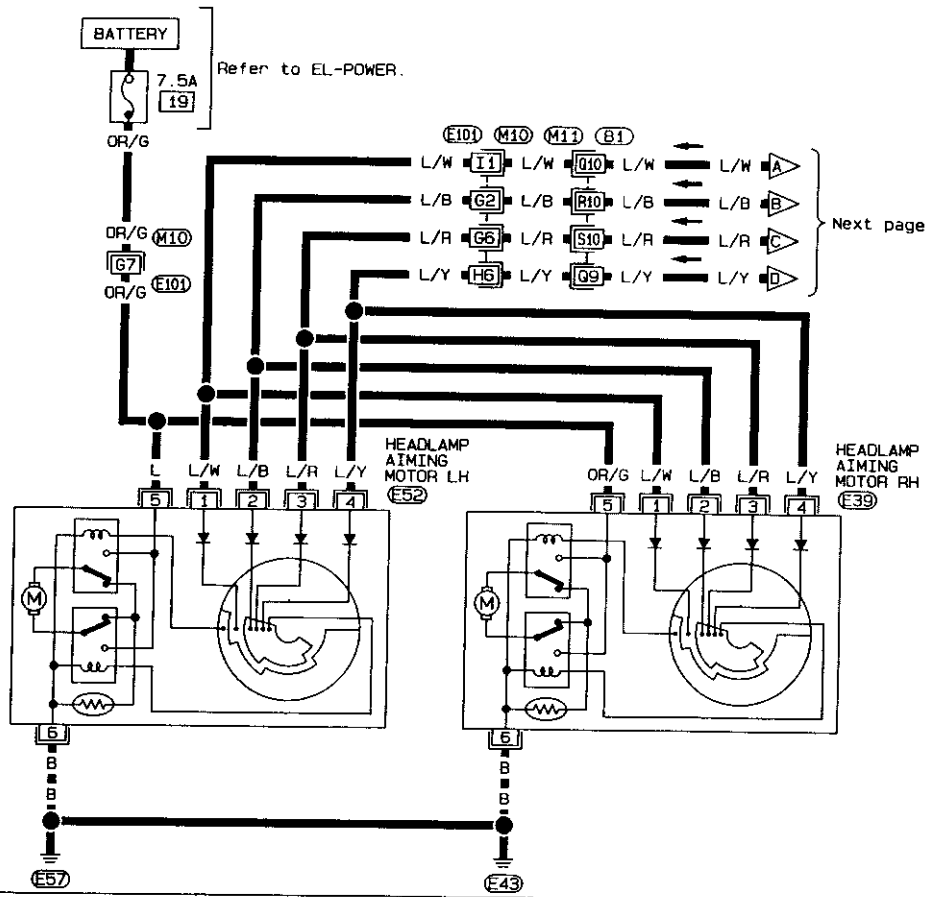 BATTERY
7.5A
19
Refer to EL-POWER.
OR/G
OR/G M10
G7
OR/G E101
E101 M10 M11 B1
L/W I1 L/W Q10 L/W L/W A
L/B G2 L/B R10 L/B L/B B
L/R G6 L/R S10 L/R L/R C
L/Y H6 L/Y Q9 L/Y L/Y D
Next page
HEADLAMP
AIMING
MOTOR LH
E52
L L/W L/B L/R L/Y
5 1 2 3 4
M
6
B
B
E57
HEADLAMP
AIMING
MOTOR RH
E39
OR/G L/W L/B L/R L/Y
5 1 2 3 4
M
6
B
B
E43